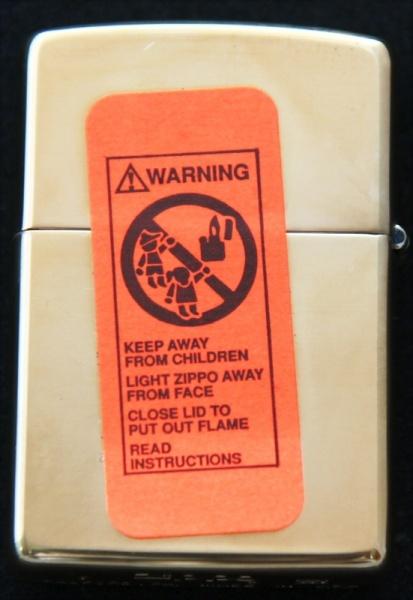 WARNING
KEEP AWAY
FROM CHILDREN
LIGHT ZIPPO AWAY
FROM FACE
CLOSE LID TO
PUT OUT FLAME
READ
INSTRUCTIONS